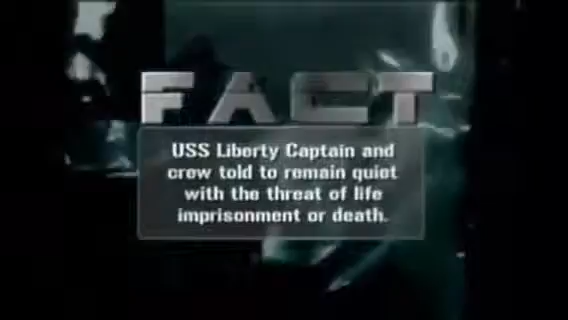 FACT
USS Liberty Captain and
crew told to remain quiet
with the threat of life
imprisonment or death.